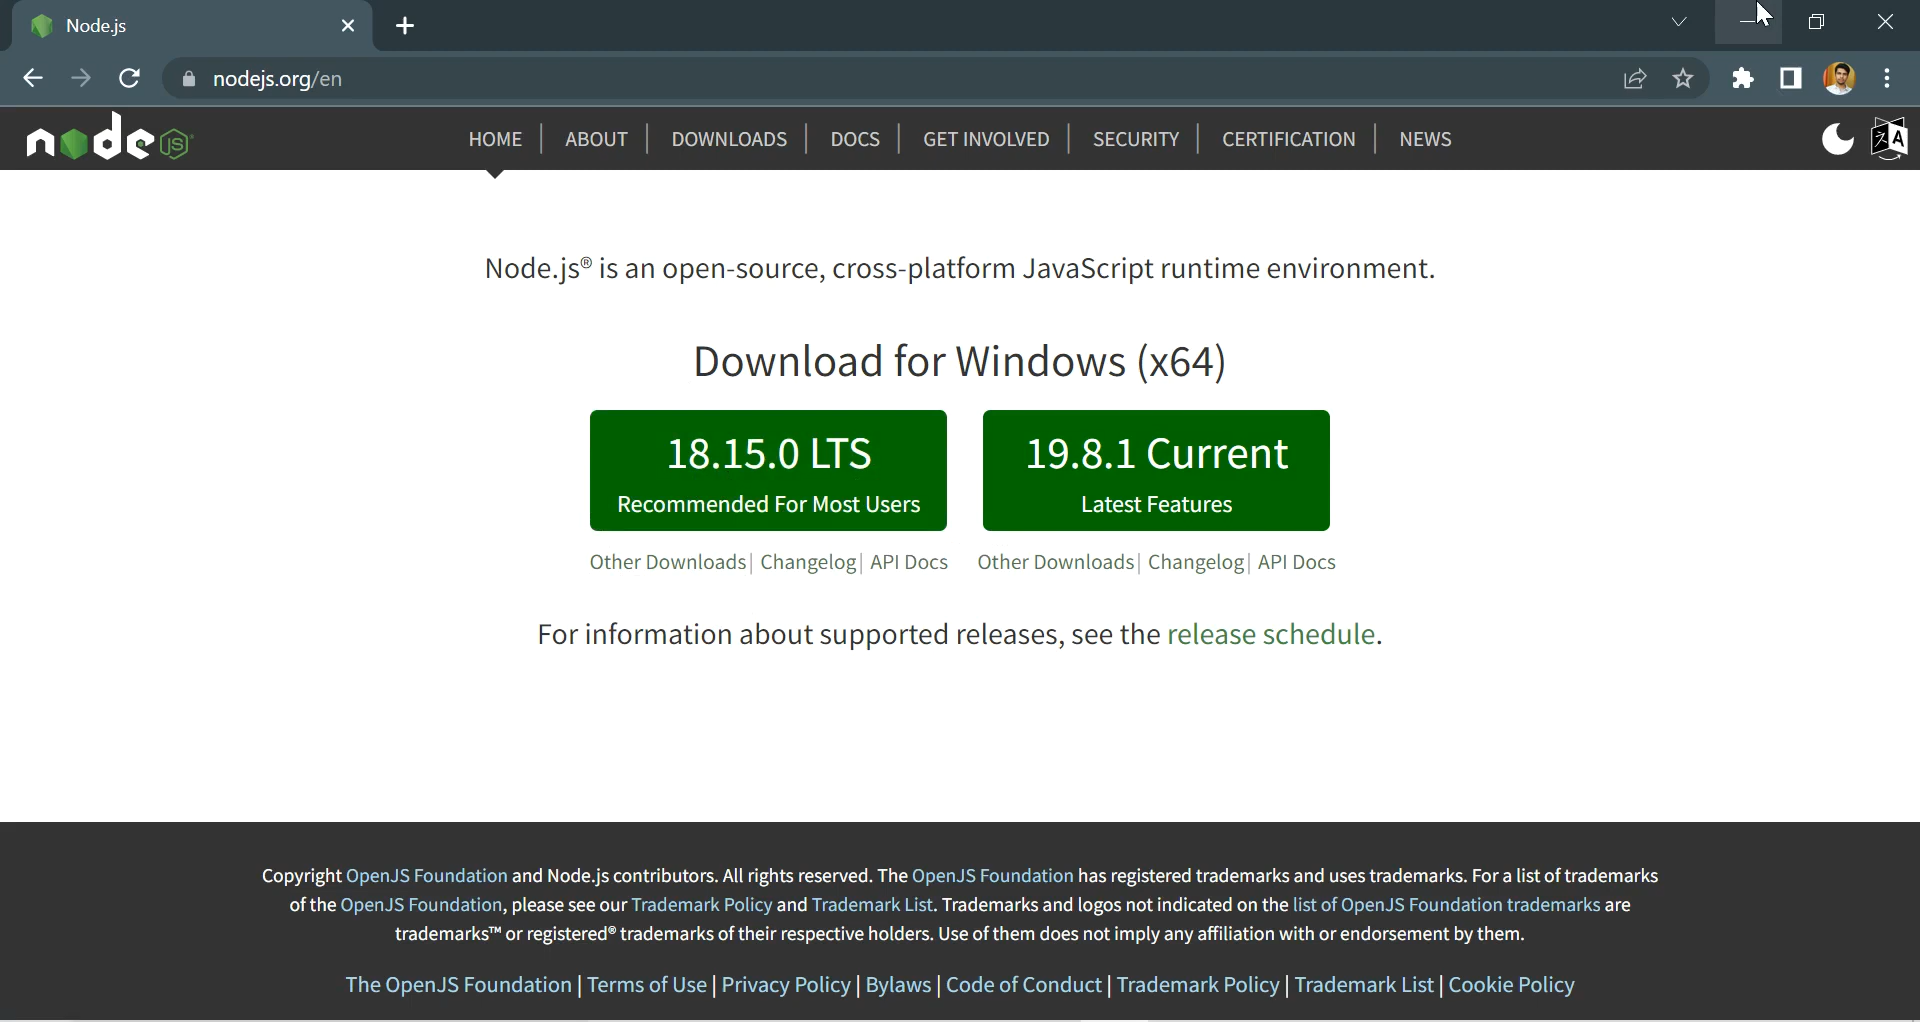 Node.js
nodejs.org/en
node JS
HOME | ABOUT | DOWNLOADS | DOCS | GET INVOLVED | SECURITY | CERTIFICATION | NEWS
Node.js® is an open-source, cross-platform JavaScript runtime environment.
Download for Windows (x64)
18.15.0 LTS
Recommended For Most Users
19.8.1 Current
Latest Features
Other Downloads | Changelog | API Docs
Other Downloads | Changelog | API Docs
For information about supported releases, see the release schedule.
Copyright OpenJS Foundation and Node.js contributors. All rights reserved. The OpenJS Foundation has registered trademarks and uses trademarks. For a list of trademarks
of the OpenJS Foundation, please see our Trademark Policy and Trademark List. Trademarks and logos not indicated on the list of OpenJS Foundation trademarks are
trademarks™ or registered® trademarks of their respective holders. Use of them does not imply any affiliation with or endorsement by them.
The OpenJS Foundation | Terms of Use | Privacy Policy | Bylaws | Code of Conduct | Trademark Policy | Trademark List | Cookie Policy